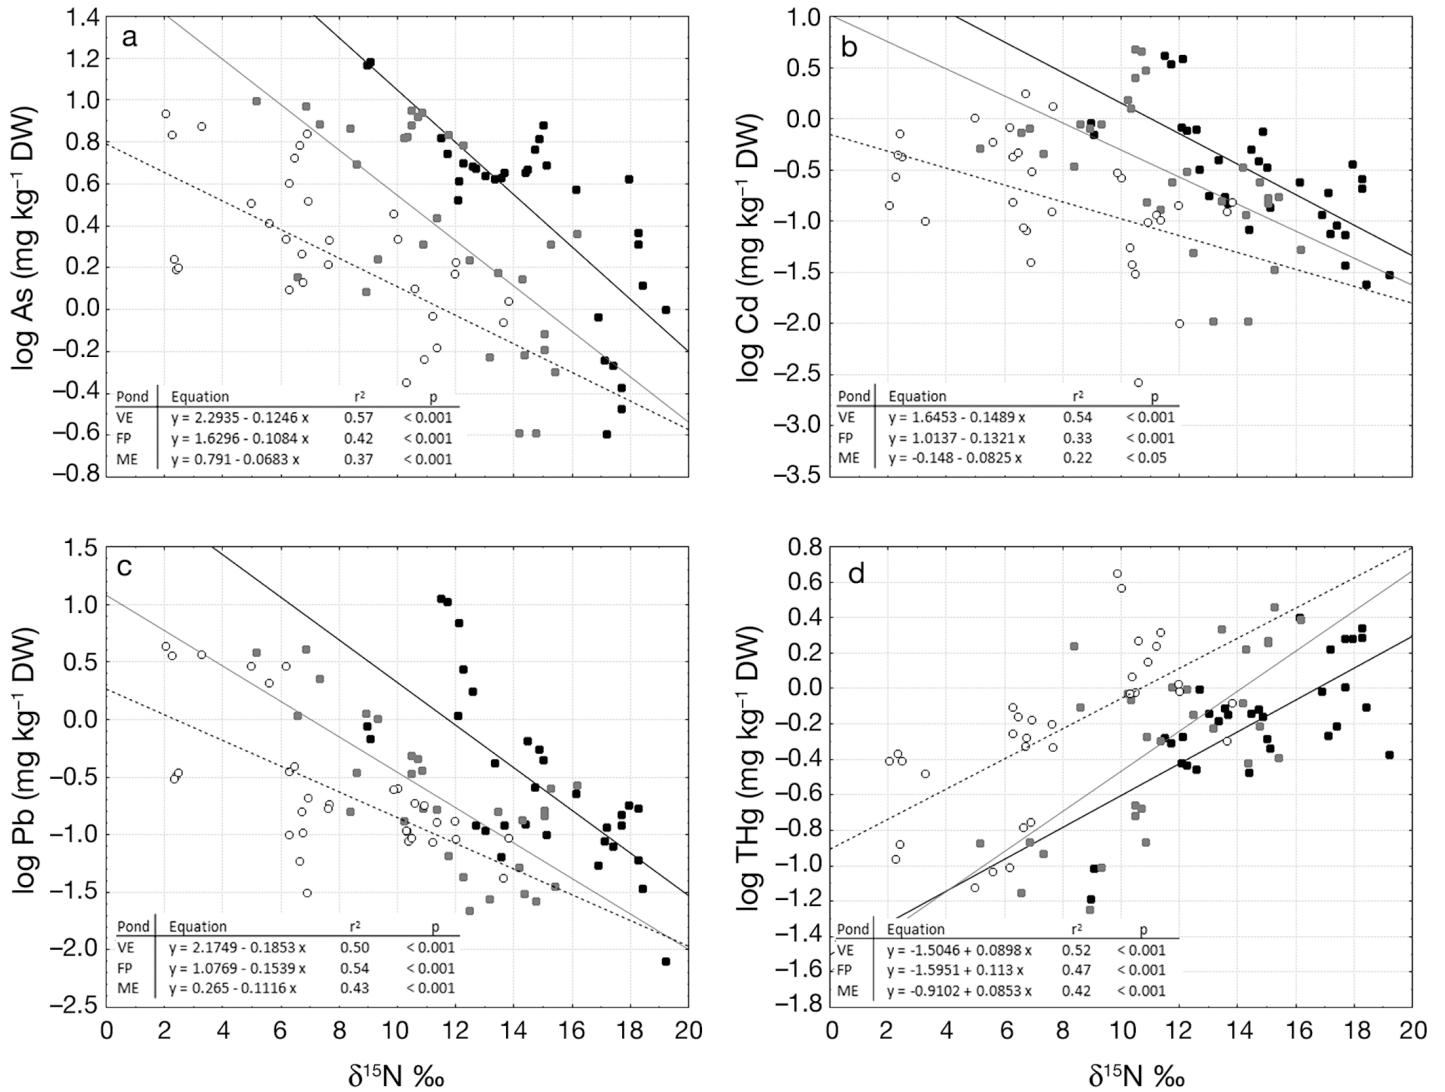 a
1.4
1.2
1.0
0.8
0.6
0.4
0.2
0.0
−0.2
−0.4
−0.6
−0.8
log As (mg kg⁻¹ DW)
Pond Equation r² p
VE y = 2.2935 - 0.1246 x 0.57 < 0.001
FP y = 1.6296 - 0.1084 x 0.42 < 0.001
ME y = 0.791 - 0.0683 x 0.37 < 0.001
b
1.0
0.5
0.0
−0.5
−1.0
−1.5
−2.0
−2.5
−3.0
−3.5
log Cd (mg kg⁻¹ DW)
Pond Equation r² p
VE y = 1.6453 - 0.1489 x 0.54 < 0.001
FP y = 1.0137 - 0.1321 x 0.33 < 0.001
ME y = -0.148 - 0.0825 x 0.22 < 0.05
c
1.5
1.0
0.5
0.0
−0.5
−1.0
−1.5
−2.0
−2.5
log Pb (mg kg⁻¹ DW)
Pond Equation r² p
VE y = 2.1749 - 0.1853 x 0.50 < 0.001
FP y = 1.0769 - 0.1539 x 0.54 < 0.001
ME y = 0.265 - 0.1116 x 0.43 < 0.001
0 2 4 6 8 10 12 14 16 18 20
δ¹⁵N ‰
d
0.8
0.6
0.4
0.2
0.0
−0.2
−0.4
−0.6
−0.8
−1.0
−1.2
−1.4
−1.6
−1.8
log THg (mg kg⁻¹ DW)
Pond Equation r² p
VE y = -1.5046 + 0.0898 x 0.52 < 0.001
FP y = -1.5951 + 0.113 x 0.47 < 0.001
ME y = -0.9102 + 0.0853 x 0.42 < 0.001
0 2 4 6 8 10 12 14 16 18 20
δ¹⁵N ‰